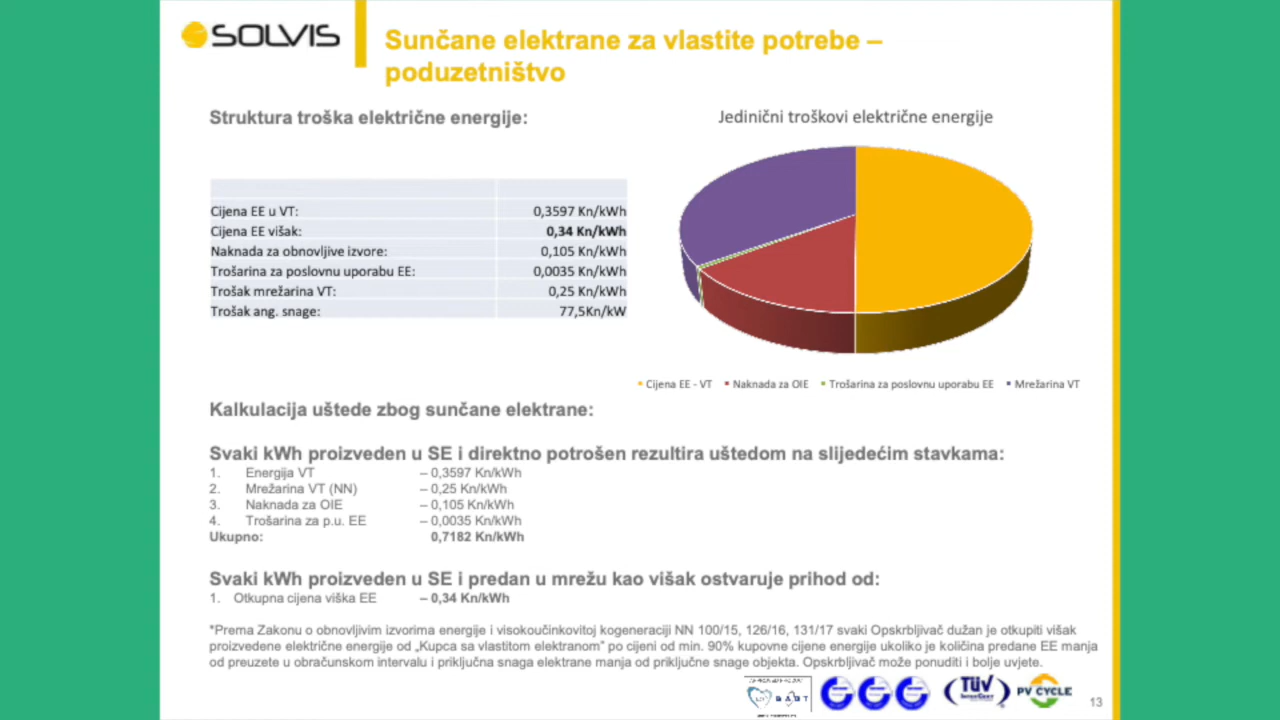 SOLVIS
Sunčane elektrane za vlastite potrebe –
poduzetništvo
Struktura troška električne energije:
Jedinični troškovi električne energije
Cijena EE u VT: 0,3597 Kn/kWh
Cijena EE višak: 0,34 Kn/kWh
Naknada za obnovljive izvore: 0,105 Kn/kWh
Trošarina za poslovnu uporabu EE: 0,0035 Kn/kWh
Trošak mrežarina VT: 0,25 Kn/kWh
Trošak ang. snage: 77,5Kn/kW
Cijena EE - VT Naknada za OIE Trošarina za poslovnu uporabu EE Mrežarina VT
Kalkulacija uštede zbog sunčane elektrane:
Svaki kWh proizveden u SE i direktno potrošen rezultira uštedom na slijedećim stavkama:
1. Energija VT – 0,3597 Kn/kWh
2. Mrežarina VT (NN) – 0,25 Kn/kWh
3. Naknada za OIE – 0,105 Kn/kWh
4. Trošarina za p.u. EE – 0,0035 Kn/kWh
Ukupno: 0,7182 Kn/kWh
Svaki kWh proizveden u SE i predan u mrežu kao višak ostvaruje prihod od:
1. Otkupna cijena viška EE – 0,34 Kn/kWh
*Prema Zakonu o obnovljivim izvorima energije i visokoučinkovitoj kogeneraciji NN 100/15, 126/16, 131/17 svaki Opskrbljivač dužan je otkupiti višak
proizvedene električne energije od „Kupca sa vlastitom elektranom" po cijeni od min. 90% kupovne cijene energije ukoliko je količina predane EE manja
od preuzete u obračunskom intervalu i priključna snaga elektrane manja od priključne snage objekta. Opskrbljivač može ponuditi i bolje uvjete.
TÜV
INTERCERT
PV CYCLE
13